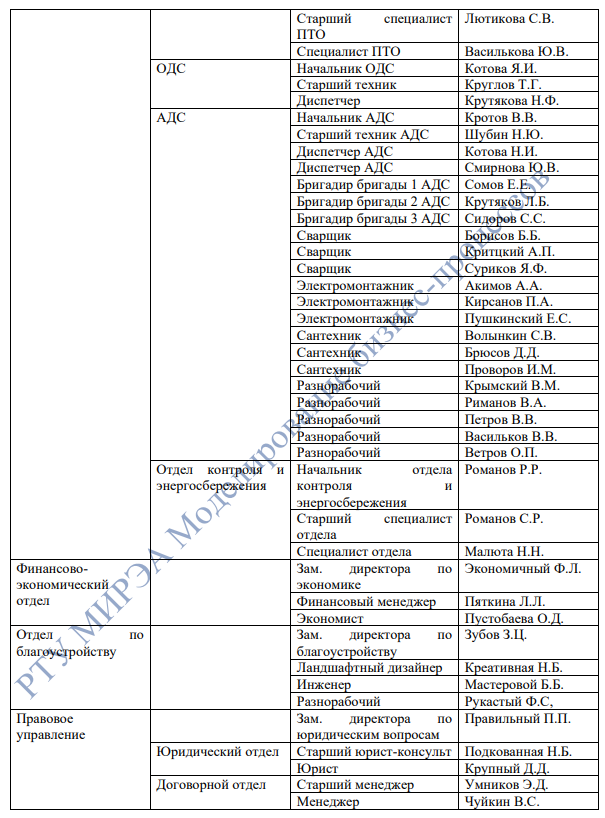 Старший специалист Лютикова С.В.
ПТО
Специалист ПТО Василькова Ю.В.
ОДС Начальник ОДС Котова Я.И.
Старший техник Круглов Т.Г.
Диспетчер Крутякова Н.Ф.
АДС Начальник АДС Кротов В.В.
Старший техник АДС Шубин Н.Ю.
Диспетчер АДС Котова Н.И.
Диспетчер АДС Смирнова Ю.В.
Бригадир бригады 1 АДС Сомов Е.Е.
Бригадир бригады 2 АДС Крутяков Л.Б.
Бригадир бригады 3 АДС Сидоров С.С.
Сварщик Борисов Б.Б.
Сварщик Критцкий А.П.
Сварщик Суриков Я.Ф.
Электромонтажник Акимов А.А.
Электромонтажник Кирсанов П.А.
Электромонтажник Пушкинский Е.С.
Сантехник Волынкин С.В.
Сантехник Брюсов Д.Д.
Сантехник Проворов И.М.
Разнорабочий Крымский В.М.
Разнорабочий Риманов В.А.
Разнорабочий Петров В.В.
Разнорабочий Васильков В.В.
Разнорабочий Ветров О.П.
Отдел контроля и Начальник отдела Романов Р.Р.
энергосбережения контроля и
энергосбережения
Старший специалист Романов С.Р.
отдела
Специалист отдела Малюта Н.Н.
Финансово- Зам. директора по Экономичный Ф.Л.
экономический экономике
отдел Финансовый менеджер Пяткина Л.Л.
Экономист Пустобаева О.Д.
Отдел по Зам. директора по Зубов З.Ц.
благоустройству благоустройству
Ландшафтный дизайнер Креативная Н.Б.
Инженер Мастеровой Б.Б.
Разнорабочий Рукастый Ф.С,
Правовое Зам. директора по Правильный П.П.
управление юридическим вопросам
Юридический отдел Старший юрист-консульт Подкованная Н.Б.
Юрист Крупный Д.Д.
Договорной отдел Старший менеджер Умников Э.Д.
Менеджер Чуйкин В.С.
РТУ МИРЭА Моделирование бизнес-процессов